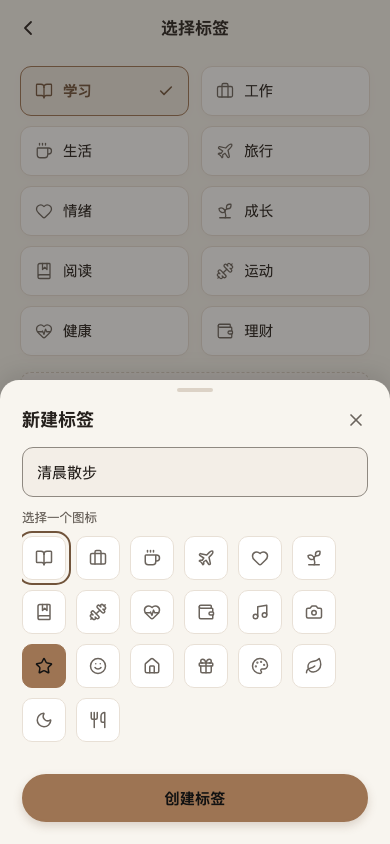 选择标签
学习
工作
生活
旅行
情绪
成长
阅读
运动
健康
理财
新建标签
清晨散步
选择一个图标
创建标签